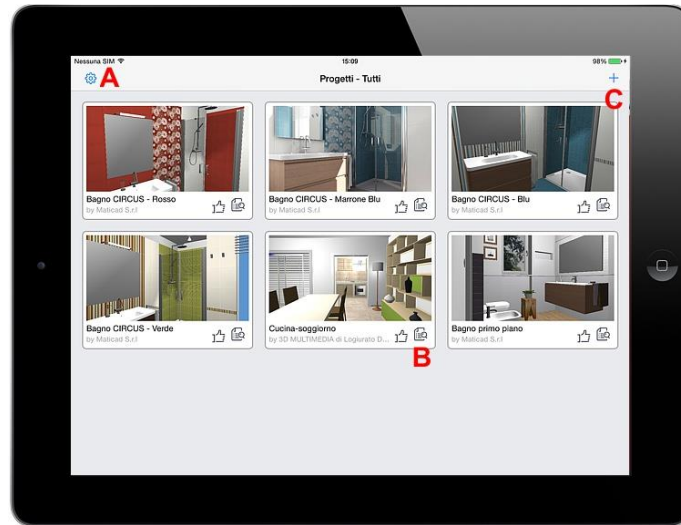 Nessuna SIM 15:09 98%
A Progetti - Tutti
C
Bagno CIRCUS - Rosso
by Maticad S.r.l
Bagno CIRCUS - Marrone Blu
by Maticad S.r.l
Bagno CIRCUS - Blu
by Maticad S.r.l
Bagno CIRCUS - Verde
by Maticad S.r.l
Cucina-soggiorno
by 3D MULTIMEDIA di Logiurato D...
Bagno primo piano
by Maticad S.r.l
B